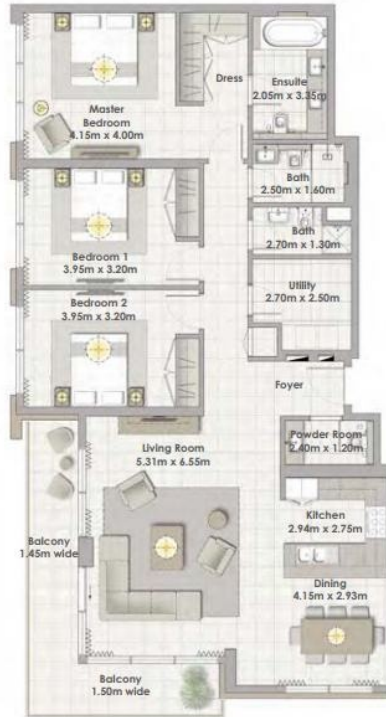 Dress
Ensuite
2.05m x 3.35m
Master
Bedroom
4.15m x 4.00m
Bath
2.50m x 1.60m
Bath
2.70m x 1.30m
Bedroom 1
3.95m x 3.20m
Utility
2.70m x 2.50m
Bedroom 2
3.95m x 3.20m
Foyer
Powder Room
2.40m x 1.20m
Living Room
5.31m x 6.55m
Kitchen
2.94m x 2.75m
Balcony
1.45m wide
Dining
4.15m x 2.93m
Balcony
1.50m wide